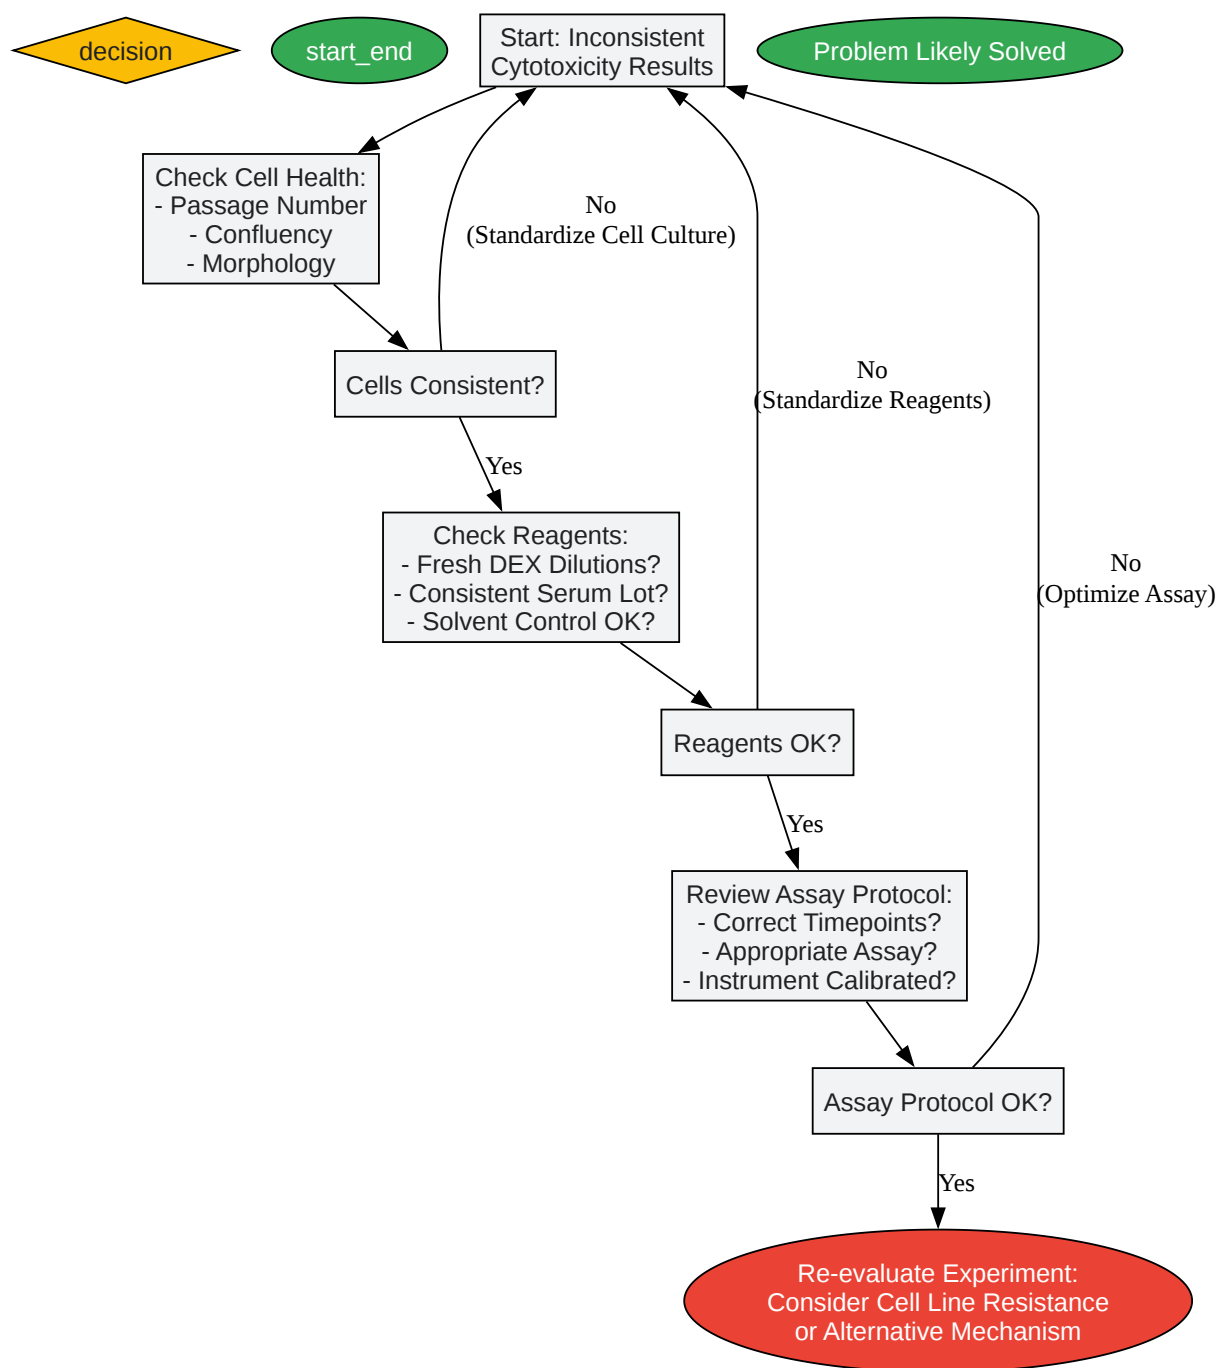 decision
start_end
Start: Inconsistent
Cytotoxicity Results
Problem Likely Solved
Check Cell Health:
- Passage Number
- Confluency
- Morphology
No
(Standardize Cell Culture)
Cells Consistent?
No
(Standardize Reagents)
Yes
Check Reagents:
- Fresh DEX Dilutions?
- Consistent Serum Lot?
- Solvent Control OK?
No
(Optimize Assay)
Reagents OK?
Yes
Review Assay Protocol:
- Correct Timepoints?
- Appropriate Assay?
- Instrument Calibrated?
Assay Protocol OK?
Yes
Re-evaluate Experiment:
Consider Cell Line Resistance
or Alternative Mechanism